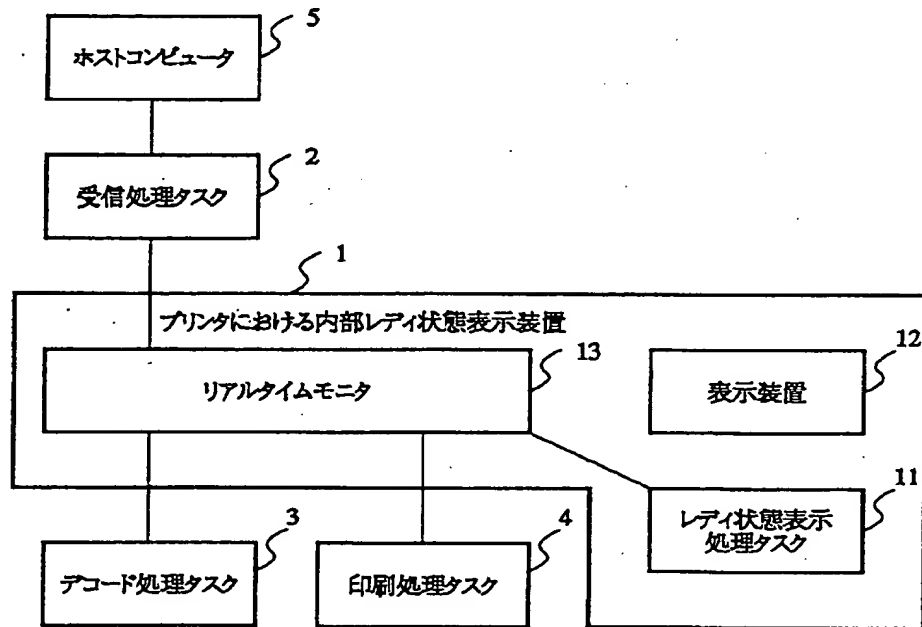 5
ホストコンピュータ
2
受信処理タスク
1
プリンタにおける内部レディ状態表示装置
13
リアルタイムモニタ
12
表示装置
11
レディ状態表示
処理タスク
3
デコード処理タスク
4
印刷処理タスク